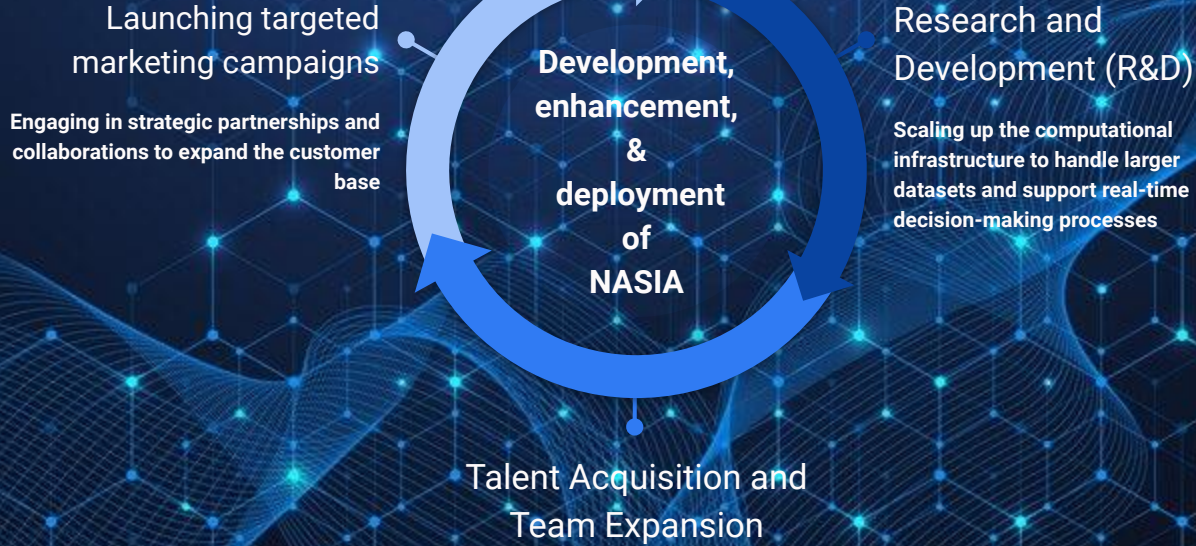 Launching targeted
marketing campaigns
Engaging in strategic partnerships and
collaborations to expand the customer
base
Development,
enhancement,
&
deployment
of
NASIA
Research and
Development (R&D)
Scaling up the computational
infrastructure to handle larger
datasets and support real-time
decision-making processes
Talent Acquisition and
Team Expansion